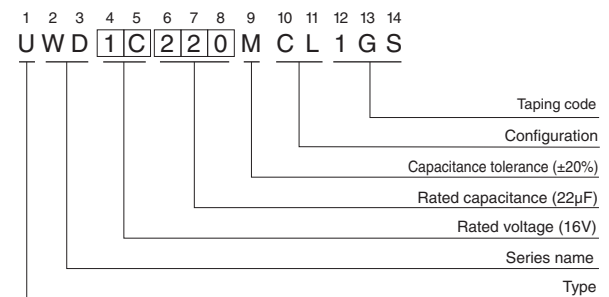 1 2 3 4 5 6 7 8 9 10 11 12 13 14
U W D 1 C 2 2 0 M C L 1 G S
Taping code
Configuration
Capacitance tolerance (±20%)
Rated capacitance (22µF)
Rated voltage (16V)
Series name
Type